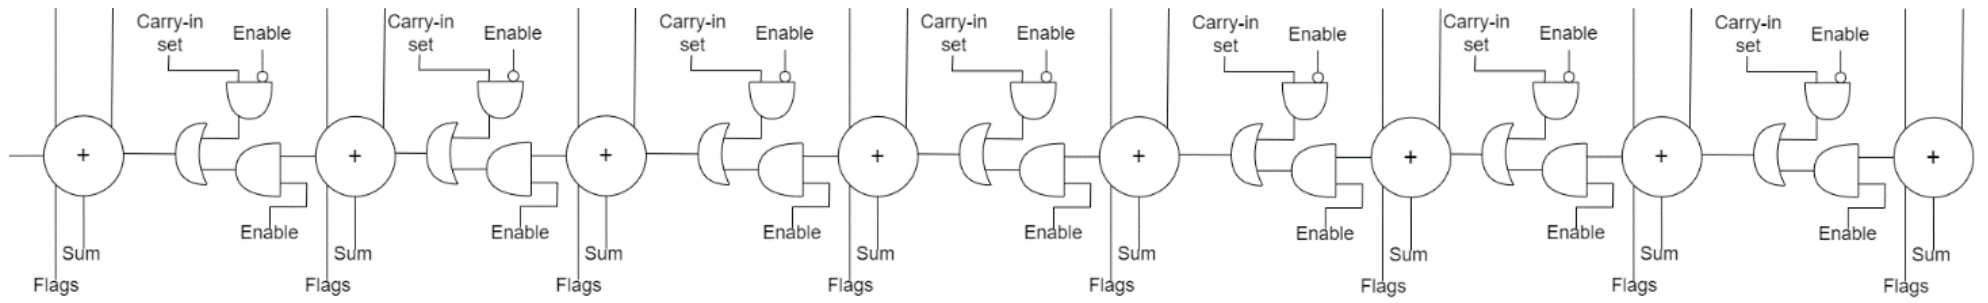 Carry-in
set
Enable
Carry-in
set
Enable
Carry-in
set
Enable
Carry-in
set
Enable
Carry-in
set
Enable
Carry-in
set
Enable
Carry-in
set
Enable
+
+
+
+
+
+
+
+
Enable
Enable
Enable
Enable
Enable
Enable
Enable
Sum
Sum
Sum
Sum
Sum
Sum
Sum
Sum
Flags
Flags
Flags
Flags
Flags
Flags
Flags
Flags